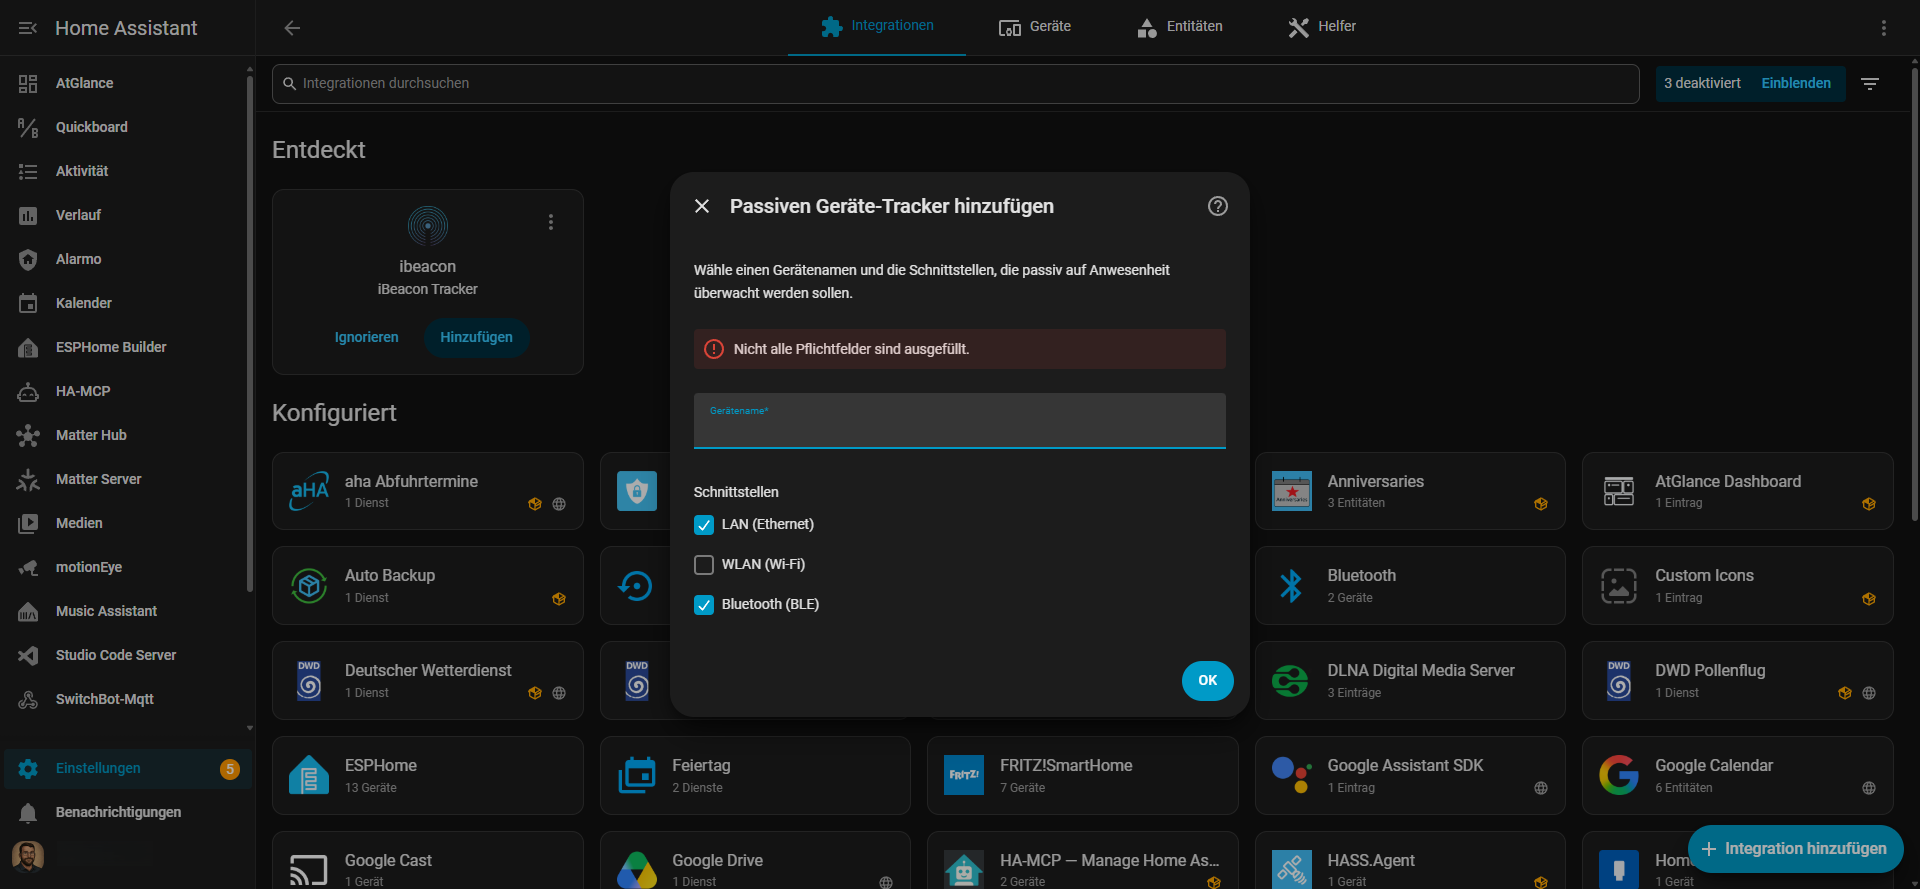 Home Assistant
Integrationen
Geräte
Entitäten
Helfer
AtGlance
Quickboard
Aktivität
Verlauf
Alarmo
Kalender
ESPHome Builder
HA-MCP
Matter Hub
Matter Server
Medien
motionEye
Music Assistant
Studio Code Server
SwitchBot-Mqtt
Einstellungen
5
Benachrichtigungen
Integrationen durchsuchen
3 deaktiviert
Einblenden
Entdeckt
ibeacon
iBeacon Tracker
Ignorieren
Hinzufügen
Konfiguriert
aHA
aha Abfuhrtermine
1 Dienst
Anniversaries
Anniversaries
3 Entitäten
AtGlance Dashboard
1 Eintrag
Auto Backup
1 Dienst
Bluetooth
2 Geräte
Custom Icons
1 Eintrag
DWD
Deutscher Wetterdienst
1 Dienst
DWD
DLNA Digital Media Server
3 Einträge
DWD
DWD Pollenflug
1 Dienst
ESPHome
13 Geräte
Feiertag
2 Dienste
FRITZ!
FRITZ!SmartHome
7 Geräte
Google Assistant SDK
1 Eintrag
Google Calendar
6 Entitäten
Google Cast
1 Gerät
Google Drive
1 Dienst
HA-MCP — Manage Home As...
2 Geräte
HASS.Agent
1 Gerät
Hom
1 Gerät
Integration hinzufügen
Passiven Geräte-Tracker hinzufügen
Wähle einen Gerätenamen und die Schnittstellen, die passiv auf Anwesenheit
überwacht werden sollen.
Nicht alle Pflichtfelder sind ausgefüllt.
Gerätename*
Schnittstellen
LAN (Ethernet)
WLAN (Wi-Fi)
Bluetooth (BLE)
OK